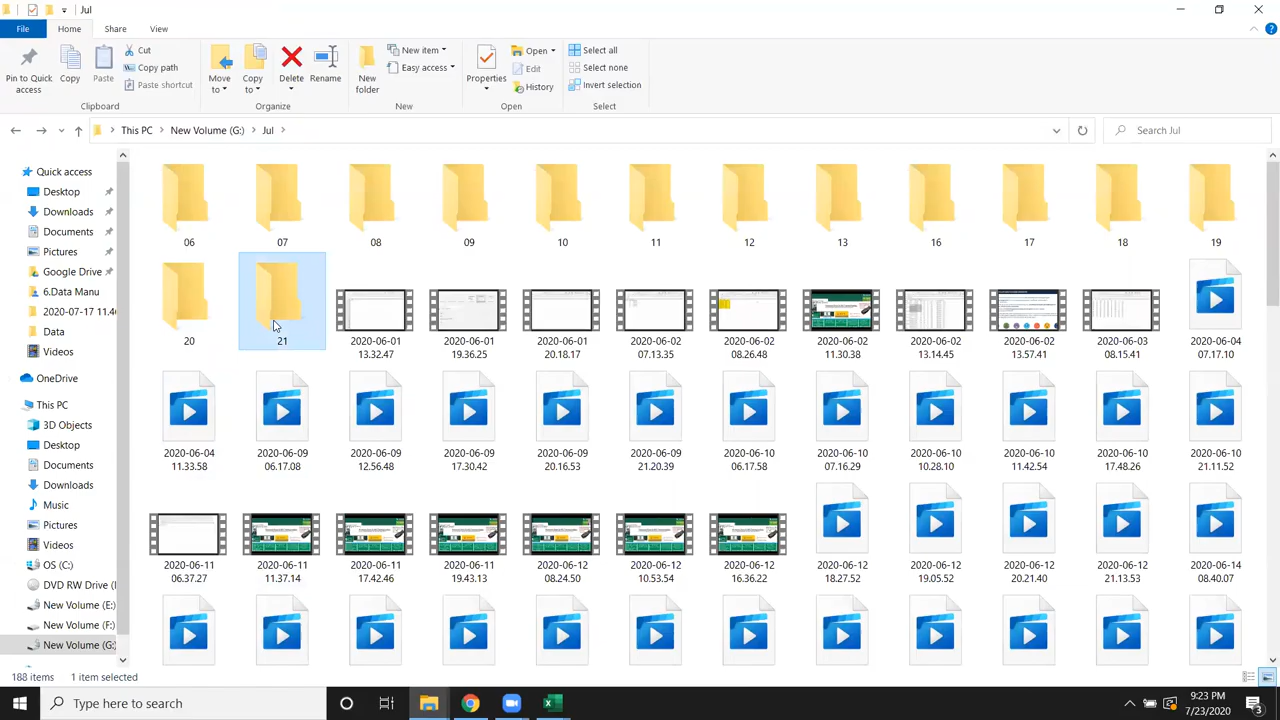 Jul
File Home Share View
Pin to Quick access
Copy
Paste
Cut
Copy path
Paste shortcut
Clipboard
Move to
Copy to
Delete
Rename
Organize
New folder
New item
Easy access
New
Properties
Open
Edit
History
Open
Select all
Select none
Invert selection
Select
This PC > New Volume (G:) > Jul >
Search Jul
Quick access
Desktop
Downloads
Documents
Pictures
Google Drive
6.Data Manu
2020-07-17 11.4
Data
Videos
OneDrive
This PC
3D Objects
Desktop
Documents
Downloads
Music
Pictures
Videos
OS (C:)
DVD RW Drive (
New Volume (E:)
New Volume (F:)
New Volume (G:)
06 07 08 09 10 11 12 13 16 17 18 19
20 21 2020-06-01 2020-06-01 2020-06-01 2020-06-02 2020-06-02 2020-06-02 2020-06-02 2020-06-02 2020-06-03 2020-06-04
13.32.47 19.36.25 20.18.17 07.13.35 08.26.48 11.30.38 13.14.45 13.57.41 08.15.41 07.17.10
2020-06-04 2020-06-09 2020-06-09 2020-06-09 2020-06-09 2020-06-09 2020-06-10 2020-06-10 2020-06-10 2020-06-10 2020-06-10 2020-06-10
11.33.58 06.17.08 12.56.48 17.30.42 20.16.53 21.20.39 06.17.58 07.16.29 10.28.10 11.42.54 17.48.26 21.11.52
2020-06-11 2020-06-11 2020-06-11 2020-06-11 2020-06-12 2020-06-12 2020-06-12 2020-06-12 2020-06-12 2020-06-12 2020-06-12 2020-06-14
06.37.27 11.37.14 17.42.46 19.43.13 08.24.50 10.53.54 16.36.22 18.27.52 19.05.52 20.21.40 21.13.53 08.40.07
188 items 1 item selected
Type here to search
9:23 PM
7/23/2020
3